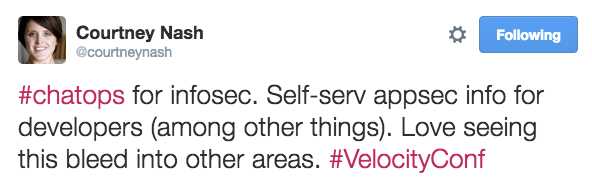 Courtney Nash
@courtneynash
Following
#chatops for infosec. Self-serv appsec info for
developers (among other things). Love seeing
this bleed into other areas. #VelocityConf